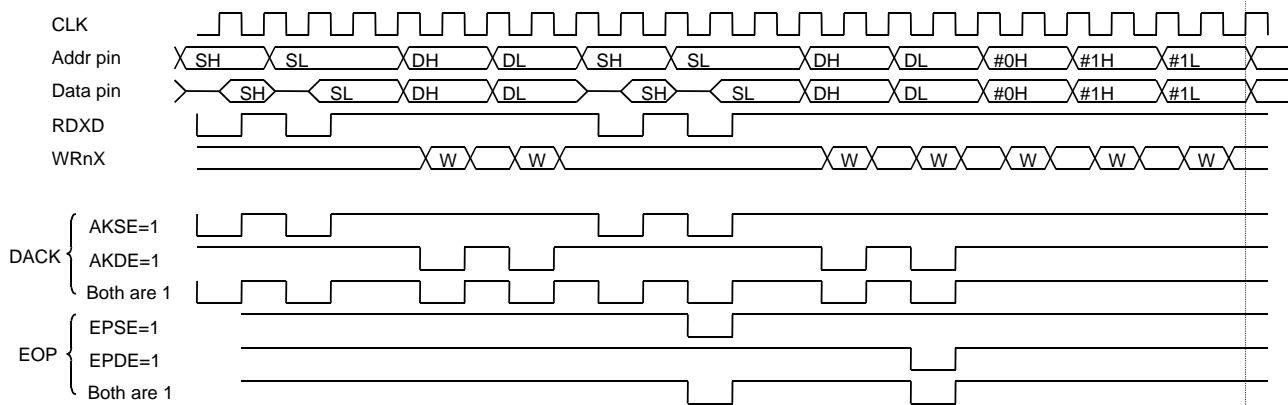 CLK
Addr pin SH SL DH DL SH SL DH DL #0H #1H #1L
Data pin SH SL DH DL SH SL DH DL #0H #1H #1L
RDXD
WRnX W W W W W W W
DACK
AKSE=1
AKDE=1
Both are 1
EOP
EPSE=1
EPDE=1
Both are 1